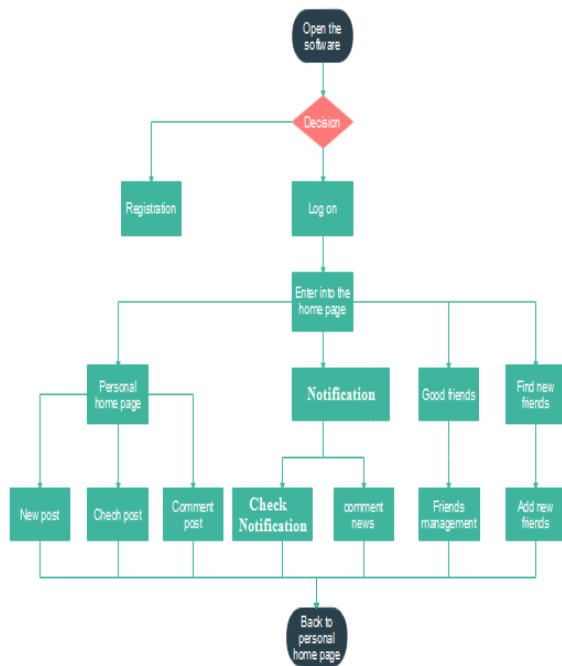 Open the
software
Decision
Registration
Log on
Enter into the
home page
Personal
home page
Notification
Good friends
Find new
friends
New post
Chech post
Comment
post
Check
Notification
comment
news
Friends
management
Add new
friends
Back to
personal
home page